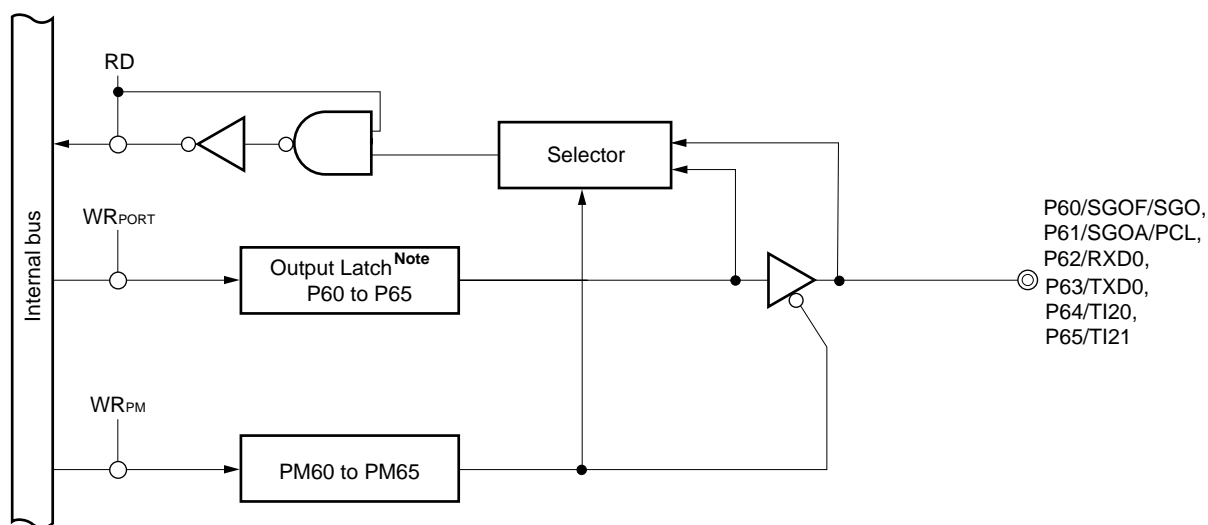 RD
Selector
Internal bus
WRPORT
Output Latch Note
P60 to P65
P60/SGOF/SGO,
P61/SGOA/PCL,
P62/RXD0,
P63/TXD0,
P64/TI20,
P65/TI21
WRPM
PM60 to PM65